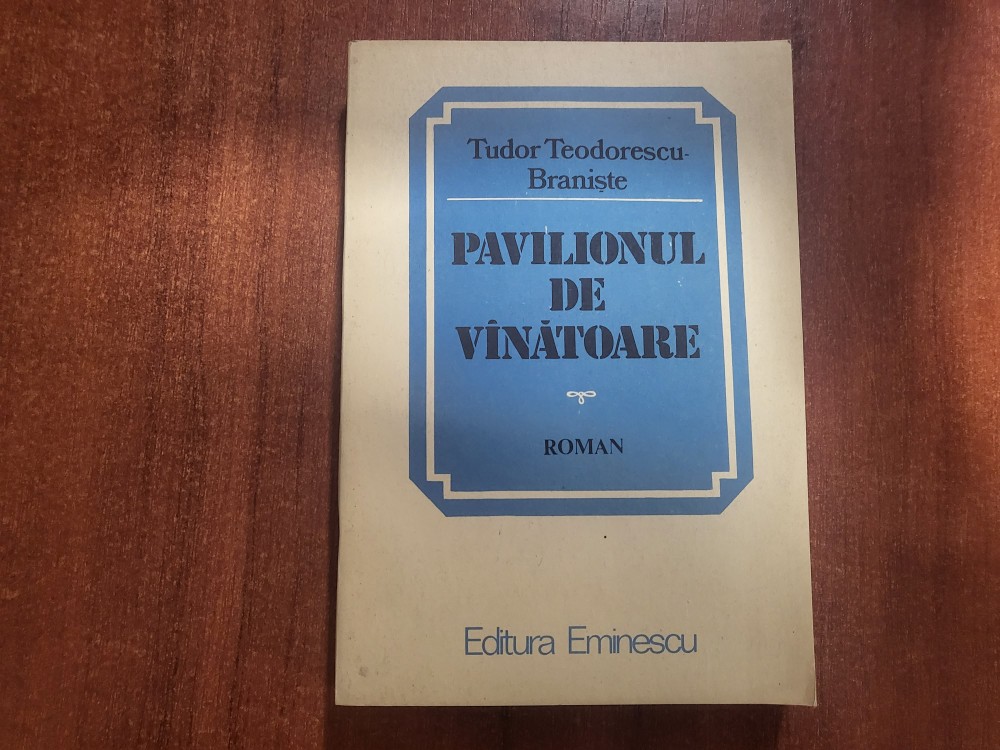 Tudor Teodorescu-
Braniște
PAVILIONUL
DE
VÎNĂTOARE
ROMAN
Editura Eminescu